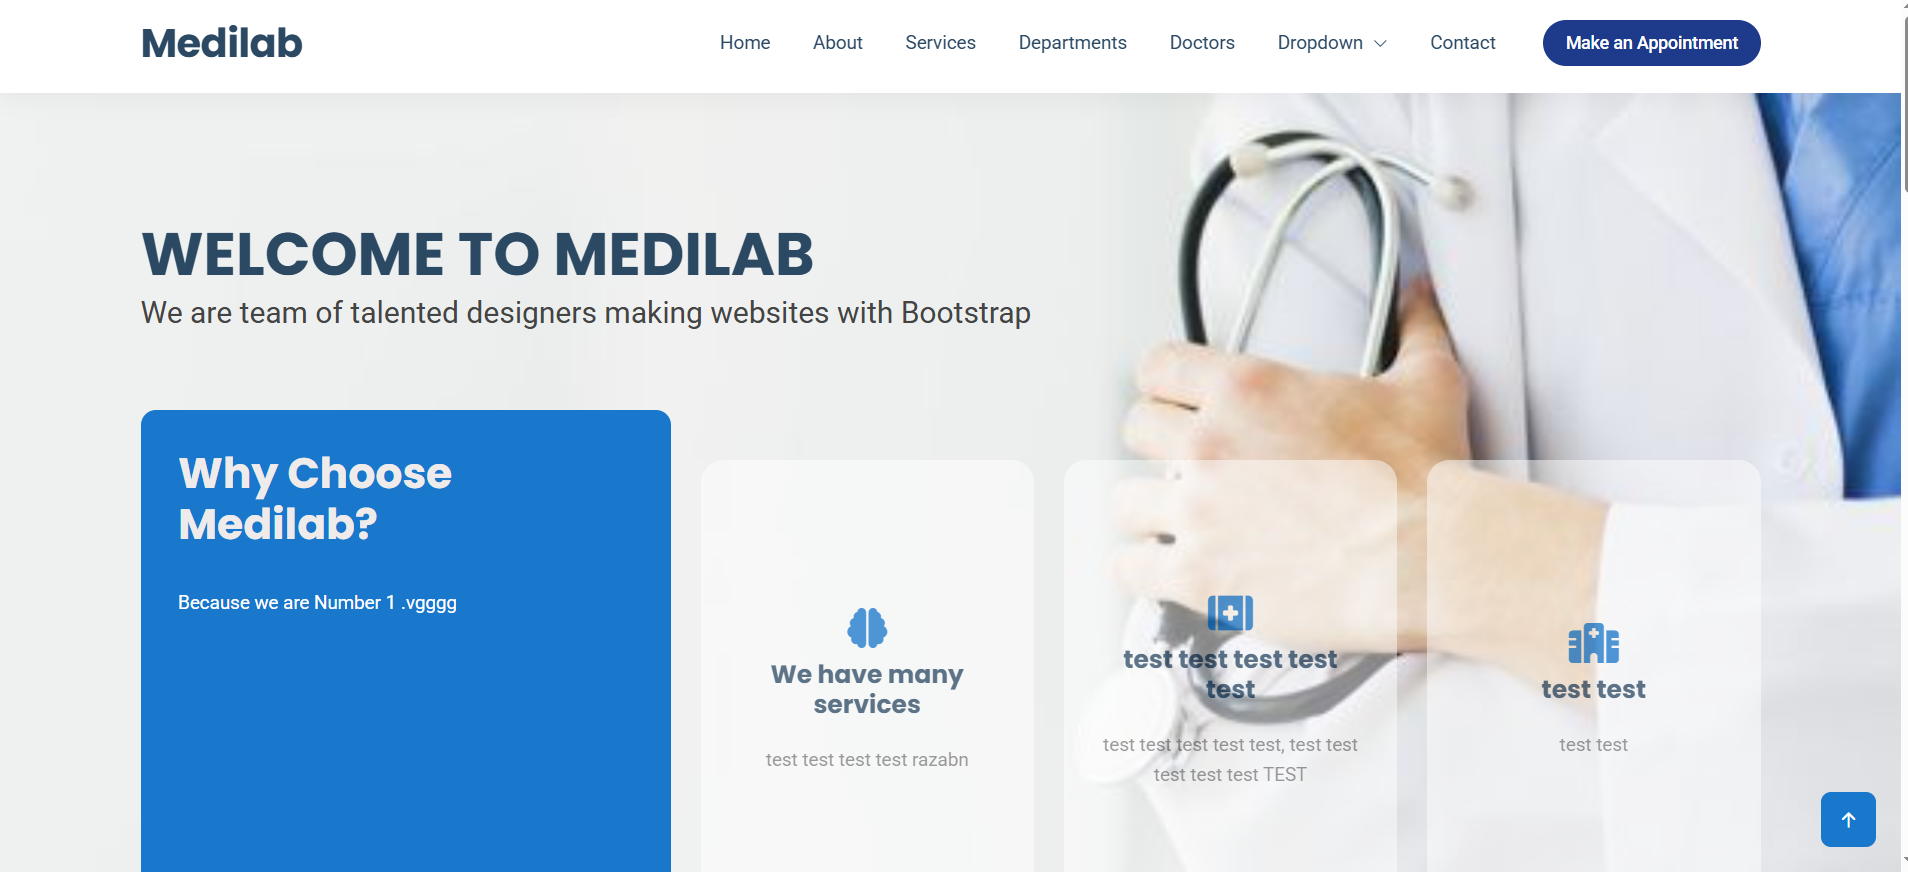 Medilab
Home About Services Departments Doctors Dropdown Contact Make an Appointment
WELCOME TO MEDILAB
We are team of talented designers making websites with Bootstrap
Why Choose
Medilab?
Because we are Number 1 .vgggg
We have many
services
test test test test razabn
test test test test
test
test test test test test, test test
test test test TEST
test test
test test